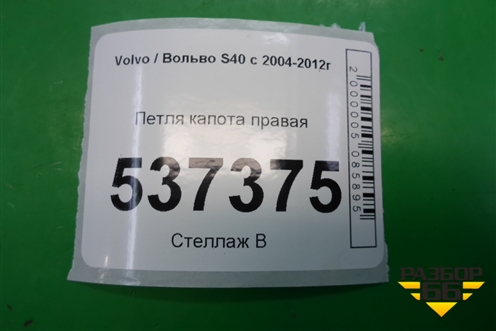 Volvo / Вольво S40 с 2004-2012г
Петля капота правая
537375
Стеллаж В
2000005085895
РАЗБОР
66